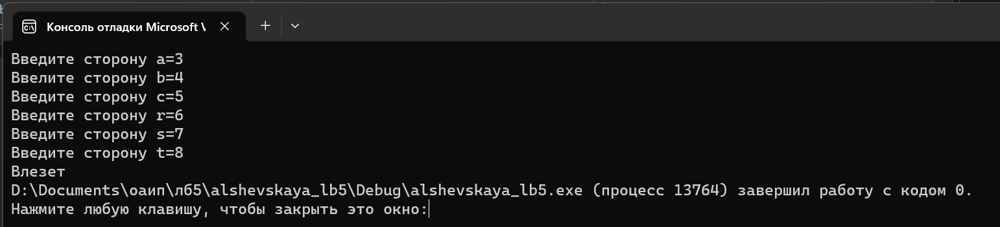 Консоль отладки Microsoft V
Введите сторону a=3
Ввелите сторону b=4
Введите сторону c=5
Введите сторону r=6
Введите сторону s=7
Введите сторону t=8
Влезет
D:\Documents\оаип\лб5\alshevskaya_lb5\Debug\alshevskaya_lb5.exe (процесс 13764) завершил работу с кодом 0.
Нажмите любую клавишу, чтобы закрыть это окно: